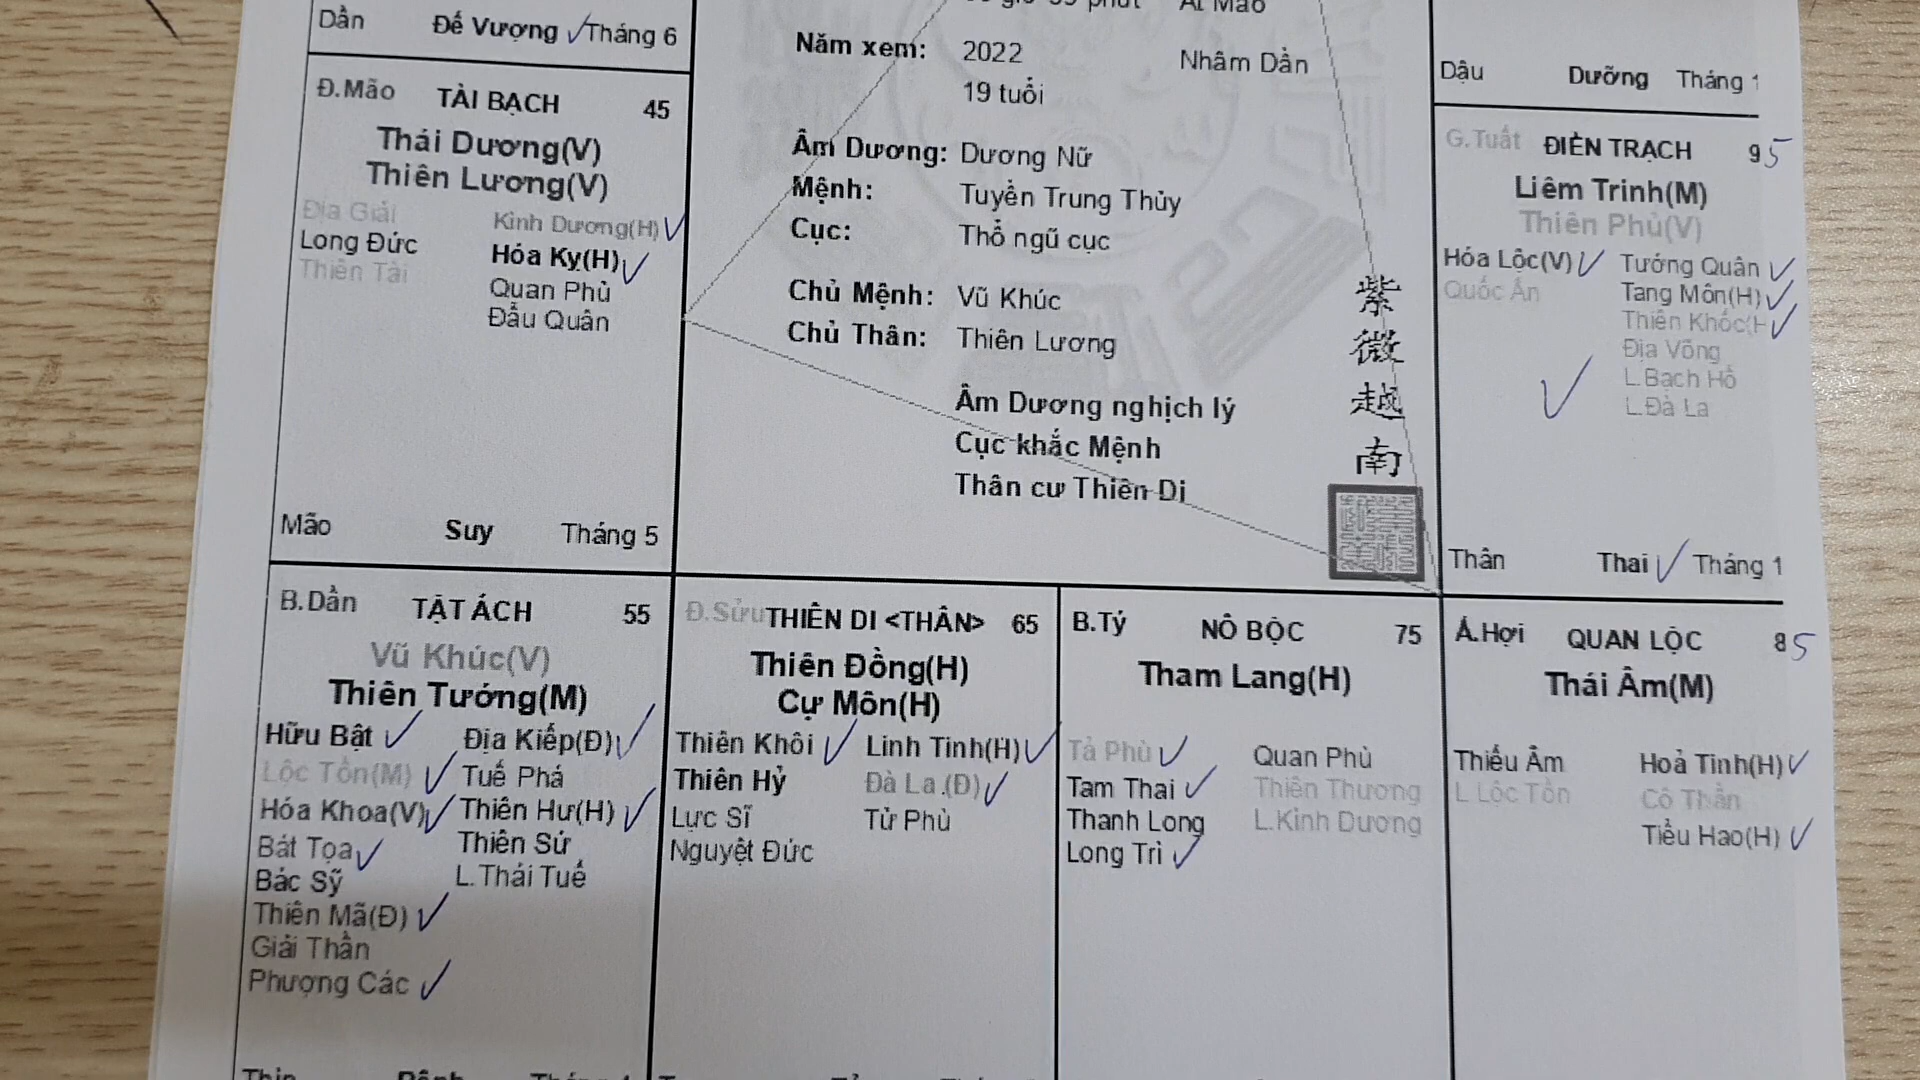 Dần Đế Vượng Tháng 6
Năm xem: 2022 Nhâm Dần
19 tuổi
Âm Dương: Dương Nữ
Mệnh: Tuyền Trung Thủy
Cục: Thổ ngũ cục
Chủ Mệnh: Vũ Khúc
Chủ Thân: Thiên Lương
Âm Dương nghịch lý
Cục khắc Mệnh
Thân cư Thiên Di
紫
微
越
南
Đ.Mão TÀI BẠCH 45
Thái Dương(V)
Thiên Lương(V)
Địa Giải Kình Dương(H)
Long Đức Hóa Kỵ(H)
Thiên Tài Quan Phủ
Đẩu Quân
Mão Suy Tháng 5
Dậu Dưỡng Tháng 1
G.Tuất ĐIỀN TRẠCH 95
Liêm Trinh(M)
Thiên Phủ(V)
Hóa Lộc(V) Tướng Quân
Quốc Ấn Tang Môn(H)
Thiên Khốc(H
Địa Võng
L.Bạch Hổ
L.Đà La
Thân Thai Tháng 1
B.Dần TẬT ÁCH 55
Vũ Khúc(V)
Thiên Tướng(M)
Hữu Bật Địa Kiếp(Đ)
Lộc Tồn(M) Tuế Phá
Hóa Khoa(V) Thiên Hư(H)
Bát Tọa Thiên Sứ
Bác Sỹ L.Thái Tuế
Thiên Mã(Đ)
Giải Thần
Phượng Các
Đ.Sửu THIÊN DI <THÂN> 65
Thiên Đồng(H)
Cự Môn(H)
Thiên Khôi Linh Tinh(H)
Thiên Hỷ Đà La.(Đ)
Lực Sĩ Tử Phù
Nguyệt Đức
B.Tý NÔ BỘC 75
Tham Lang(H)
Tả Phù Quan Phù
Tam Thai Thiên Thương
Thanh Long L.Kình Dương
Long Trì
Ấ.Hợi QUAN LỘC 85
Thái Âm(M)
Thiếu Âm Hoả Tinh(H)
L Lộc Tồn Cô Thần
Tiểu Hao(H)